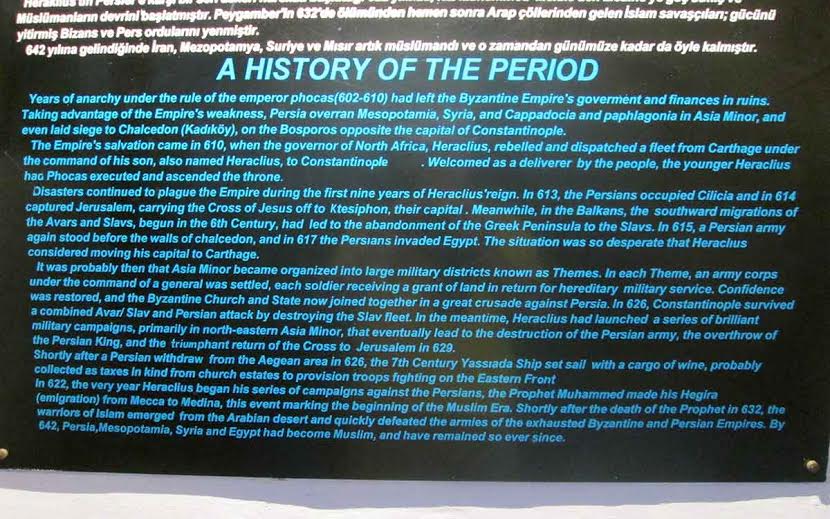 Müslümanların devrini başlatmıştır. Peygamber'in 632'de ölümünden hemen sonra Arap çöllerinden gelen İslam savaşçıları; gücünü
yitirmiş Bizans ve Pers ordularını yenmiştir.
642 yılına gelindiğinde İran, Mezopotamya, Suriye ve Mısır artık müslümandı ve o zamandan günümüze kadar da öyle kalmıştır.
A HISTORY OF THE PERIOD
Years of anarchy under the rule of the emperor phocas(602-610) had left the Byzantine Empire's goverment and finances in ruins.
Taking advantage of the Empire's weakness, Persia overran Mesopotamia, Syria, and Cappadocia and paphlagonia in Asia Minor, and
even laid siege to Chalcedon (Kadıköy), on the Bosporos opposite the capital of Constantinople.
The Empire's salvation came in 610, when the governor of North Africa, Heraclius, rebelled and dispatched a fleet from Carthage under
the command of his son, also named Heraclius, to Constantinople . Welcomed as a deliverer by the people, the younger Heraclius
had Phocas executed and ascended the throne.
Disasters continued to plague the Empire during the first nine years of Heraclius'reign. In 613, the Persians occupied Cilicia and in 614
captured Jerusalem, carrying the Cross of Jesus off to Ktesiphon, their capital . Meanwhile, in the Balkans, the southward migrations of
the Avars and Slavs, begun in the 6th Century, had led to the abandonment of the Greek Peninsula to the Slavs. In 615, a Persian army
again stood before the walls of chalcedon, and in 617 the Persians invaded Egypt. The situation was so desperate that Heraclius
considered moving his capital to Carthage.
It was probably then that Asia Minor became organized into large military districts known as Themes. In each Theme, an army corps
under the command of a general was settled, each soldier receiving a grant of land in return for hereditary military service. Confidence
was restored, and the Byzantine Church and State now joined together in a great crusade against Persia. In 626, Constantinople survived
a combined Avar/ Slav and Persian attack by destroying the Slav fleet. In the meantime, Heraclius had launched a series of brilliant
military campaigns, primarily in north-eastern Asia Minor, that eventually lead to the destruction of the Persian army, the overthrow of
the Persian King, and the triumphant return of the Cross to Jerusalem in 629.
Shortly after a Persian withdraw from the Aegean area in 626, the 7th Century Yassıada Ship set sail with a cargo of wine, probably
collected as taxes in kind from church estates to provision troops fighting on the Eastern Front
In 622, the very year Heraclius began his series of campaigns against the Persians, the Prophet Muhammed made his Hegira
(emigration) from Mecca to Medina, this event marking the beginning of the Muslim Era. Shortly after the death of the Prophet in 632, the
warriors of Islam emerged from the Arabian desert and quickly defeated the armies of the exhausted Byzantine and Persian Empires. By
642, Persia,Mesopotamia, Syria and Egypt had become Muslim, and have remained so ever since.